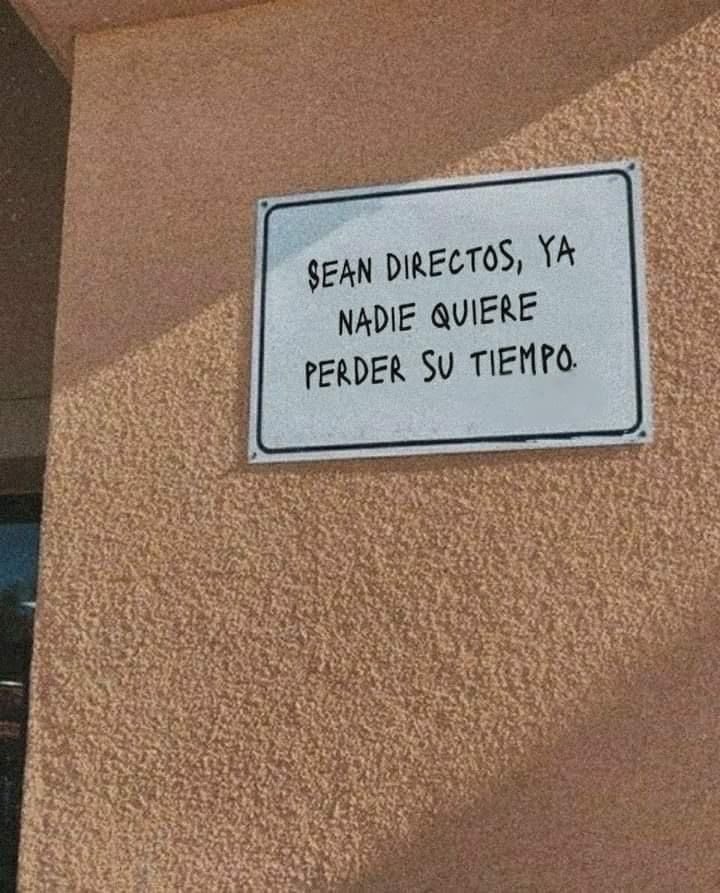 SEAN DIRECTOS, YA
NADIE QUIERE
PERDER SU TIEMPO.